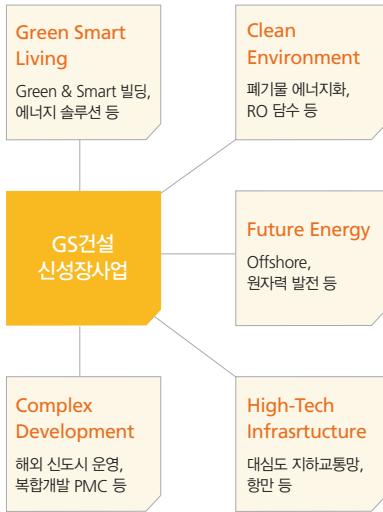 Green Smart
Living
Green & Smart 빌딩,
에너지 솔루션 등
Clean
Environment
폐기물 에너지화,
RO 담수 등
GS건설
신성장사업
Future Energy
Offshore,
원자력 발전 등
Complex
Development
해외 신도시 운영,
복합개발 PMC 등
High-Tech
Infrasrtucture
대심도 지하교통망,
항만 등